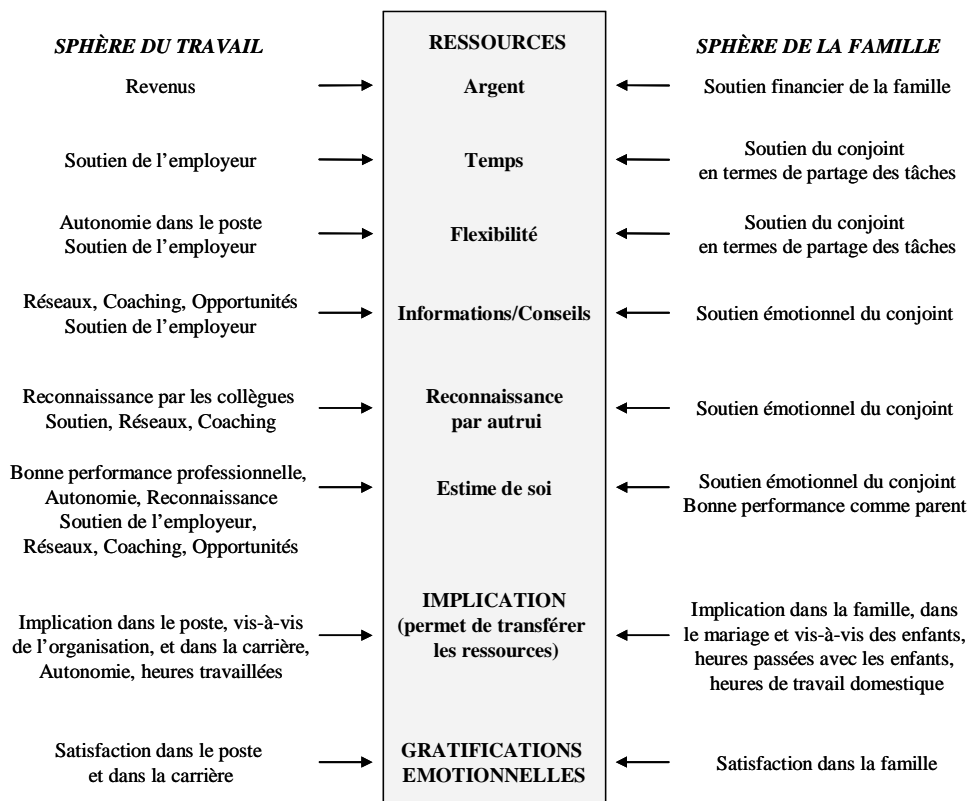 SPHÈRE DU TRAVAIL
RESSOURCES
SPHÈRE DE LA FAMILLE
Revenus
Argent
Soutien financier de la famille
Soutien de l'employeur
Temps
Soutien du conjoint
en termes de partage des tâches
Autonomie dans le poste
Soutien de l'employeur
Flexibilité
Soutien du conjoint
en termes de partage des tâches
Réseaux, Coaching, Opportunités
Soutien de l'employeur
Informations/Conseils
Soutien émotionnel du conjoint
Reconnaissance par les collègues
Soutien, Réseaux, Coaching
Reconnaissance
par autrui
Soutien émotionnel du conjoint
Bonne performance professionnelle,
Autonomie, Reconnaissance
Soutien de l'employeur,
Réseaux, Coaching, Opportunités
Estime de soi
Soutien émotionnel du conjoint
Bonne performance comme parent
Implication dans le poste, vis-à-vis
de l'organisation, et dans la carrière,
Autonomie, heures travaillées
IMPLICATION
(permet de transférer
les ressources)
Implication dans la famille, dans
le mariage et vis-à-vis des enfants,
heures passées avec les enfants,
heures de travail domestique
Satisfaction dans le poste
et dans la carrière
GRATIFICATIONS
EMOTIONNELLES
Satisfaction dans la famille